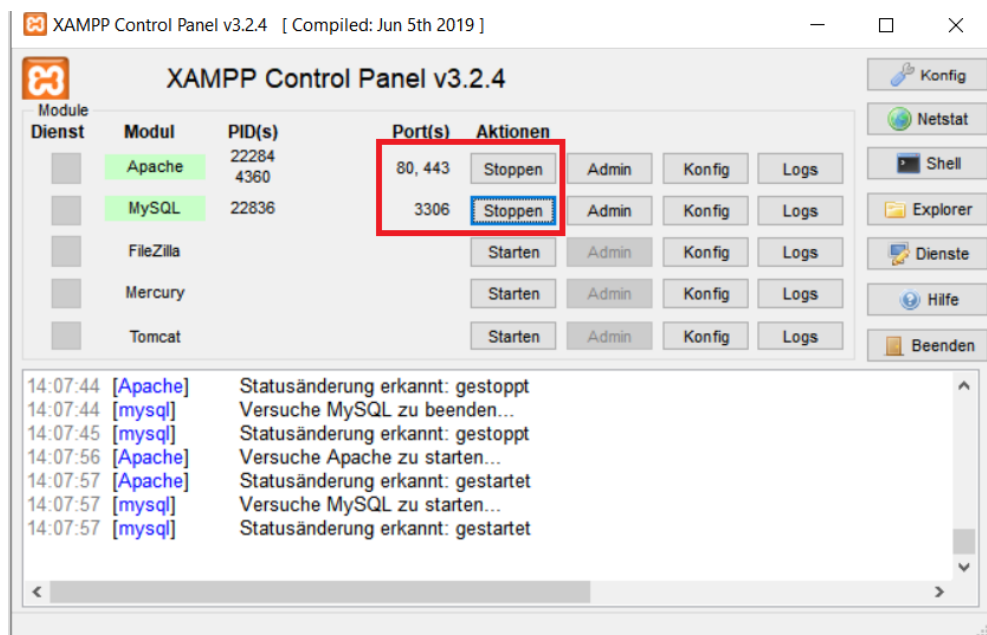 XAMPP Control Panel v3.2.4 [ Compiled: Jun 5th 2019 ]
XAMPP Control Panel v3.2.4
Konfig
Module
Dienst Modul PID(s) Port(s) Aktionen
Netstat
Apache 22284 4360 80, 443 Stoppen Admin Konfig Logs
Shell
MySQL 22836 3306 Stoppen Admin Konfig Logs
Explorer
FileZilla Starten Admin Konfig Logs
Dienste
Mercury Starten Admin Konfig Logs
Hilfe
Tomcat Starten Admin Konfig Logs
Beenden
14:07:44 [Apache] Statusänderung erkannt: gestoppt
14:07:44 [mysql] Versuche MySQL zu beenden...
14:07:45 [mysql] Statusänderung erkannt: gestoppt
14:07:56 [Apache] Versuche Apache zu starten...
14:07:57 [Apache] Statusänderung erkannt: gestartet
14:07:57 [mysql] Versuche MySQL zu starten...
14:07:57 [mysql] Statusänderung erkannt: gestartet